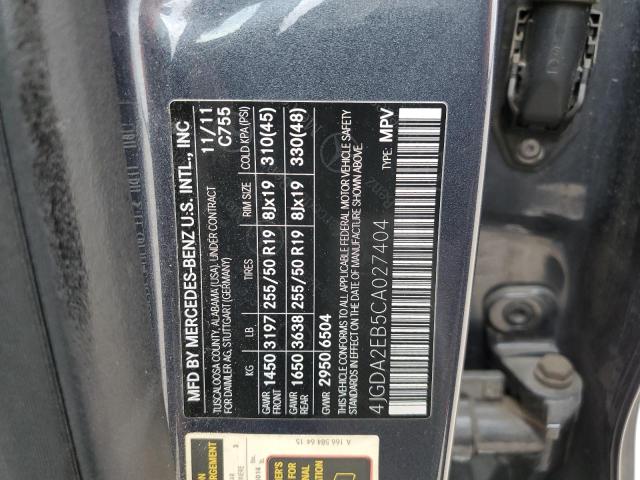 MFD BY MERCEDES-BENZ U.S. INTL., INC 11/11
TUSCALOOSA COUNTY, ALABAMA (USA), UNDER CONTRACT C755
FOR DAIMLER AG, STUTTGART (GERMANY)
KG LB TIRES RIM SIZE COLD KPA (PSI)
GAWR 1450 3197 255/50 R19 8Jx19 310(45)
FRONT
GAWR 1650 3638 255/50 R19 8Jx19 330(48)
REAR
GVWR 2950 6504
THIS VEHICLE CONFORMS TO ALL APPLICABLE FEDERAL MOTOR VEHICLE SAFETY
STANDARDS IN EFFECT ON THE DATE OF MANUFACTURE SHOWN ABOVE.
4JGDA2EB5CA027404 TYPE: MPV
A 166 584 64 15